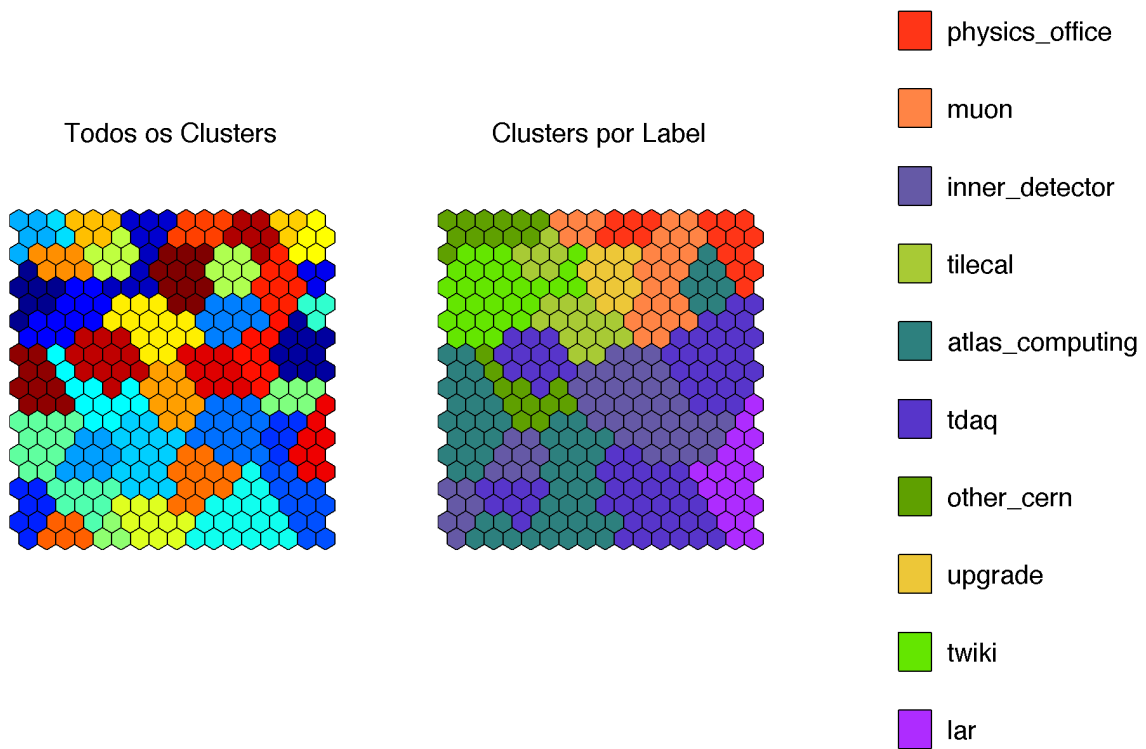 Todos os Clusters
Clusters por Label
physics_office
muon
inner_detector
tilecal
atlas_computing
tdaq
other_cern
upgrade
twiki
lar